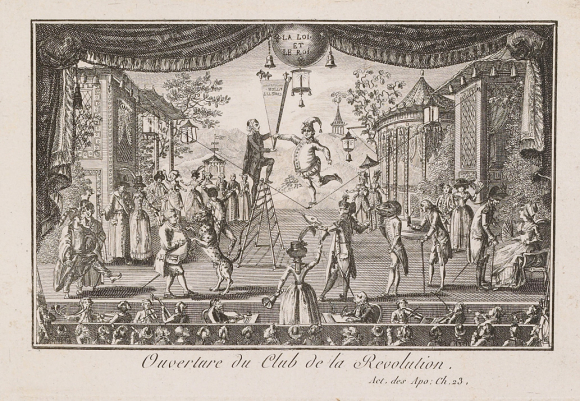 LA LOI
ET
LE ROI
Ouverture du Club de la Revolution.
Act. des Apo: Ch. 23.